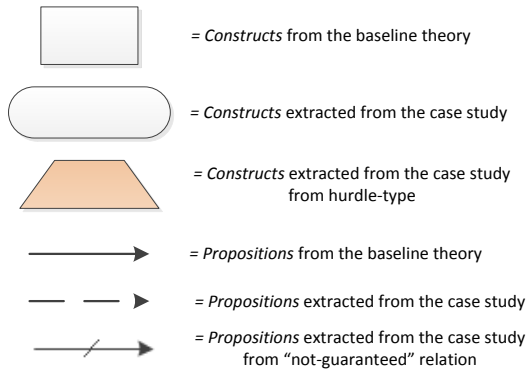 = Constructs from the baseline theory
= Constructs extracted from the case study
= Constructs extracted from the case study
from hurdle-type
= Propositions from the baseline theory
= Propositions extracted from the case study
= Propositions extracted from the case study
from “not-guaranteed” relation